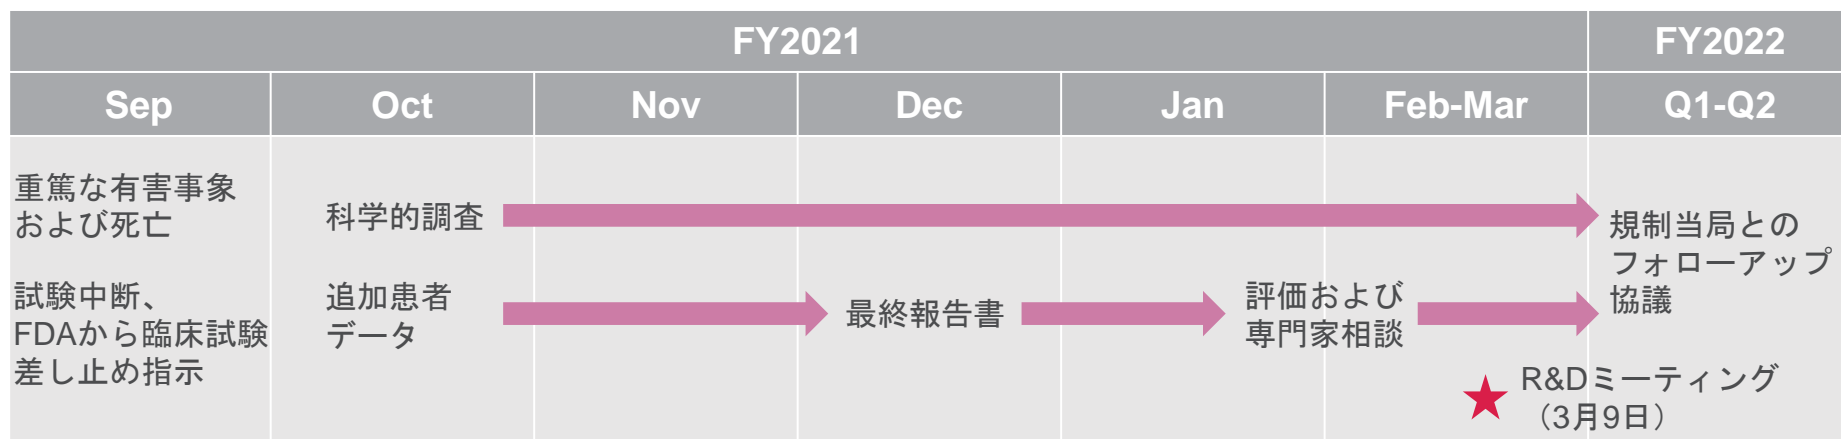 FY2021
FY2022
Sep
Oct
Nov
Dec
Jan
Feb-Mar
Q1-Q2
重篤な有害事象
および死亡
科学的調査
規制当局との
フォローアップ
協議
試験中断、
FDAから臨床試験
差し止め指示
追加患者
データ
最終報告書
評価および
専門家相談
R&Dミーティング
（3月9日）